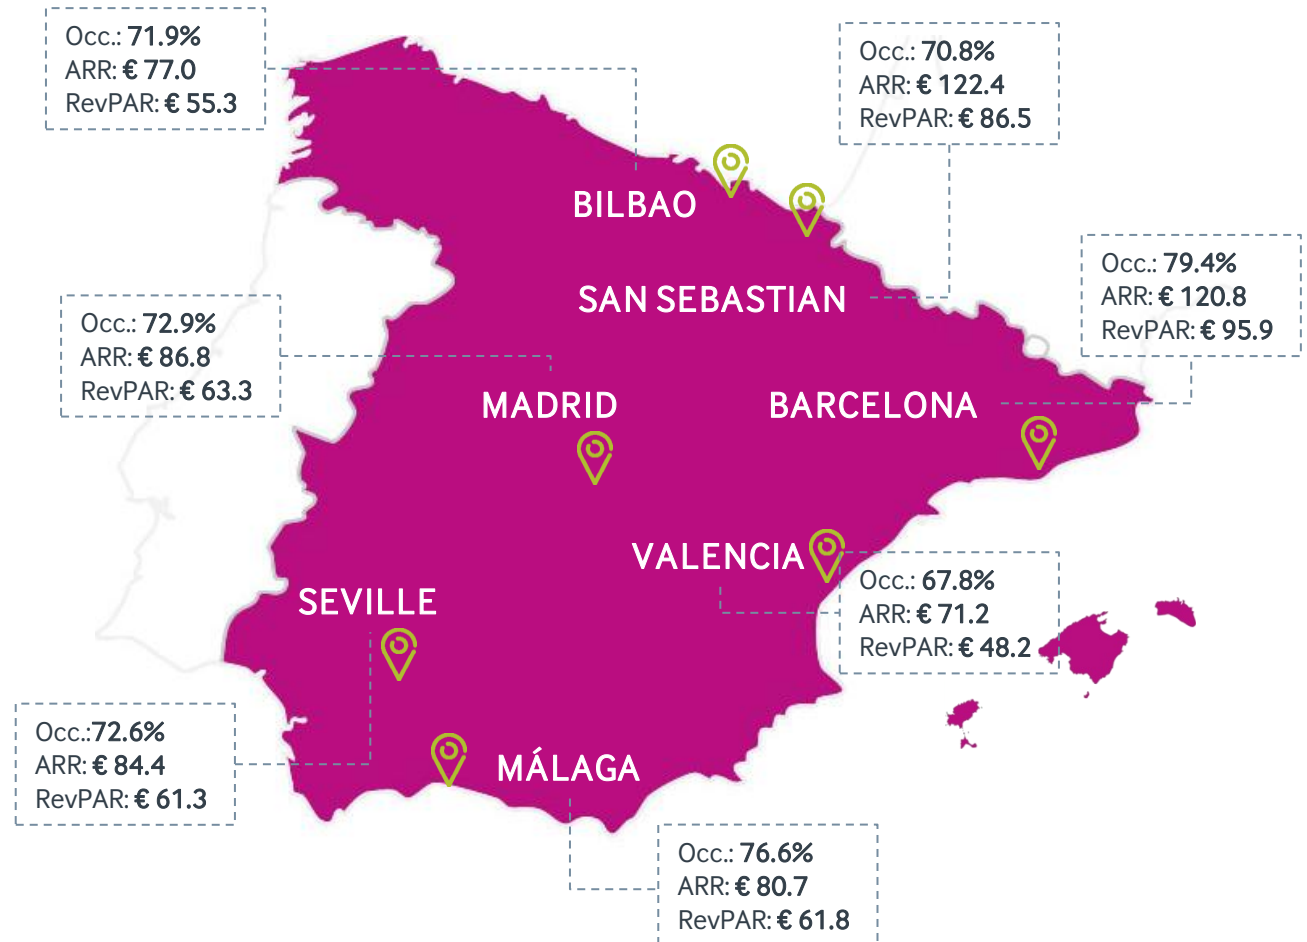 Occ.: 71.9%
ARR: € 77.0
RevPAR: € 55.3
Occ.: 70.8%
ARR: € 122.4
RevPAR: € 86.5
BILBAO
SAN SEBASTIAN
Occ.: 79.4%
ARR: € 120.8
RevPAR: € 95.9
Occ.: 72.9%
ARR: € 86.8
RevPAR: € 63.3
MADRID
BARCELONA
VALENCIA
Occ.: 67.8%
ARR: € 71.2
RevPAR: € 48.2
SEVILLE
Occ.:72.6%
ARR: € 84.4
RevPAR: € 61.3
MÁLAGA
Occ.: 76.6%
ARR: € 80.7
RevPAR: € 61.8